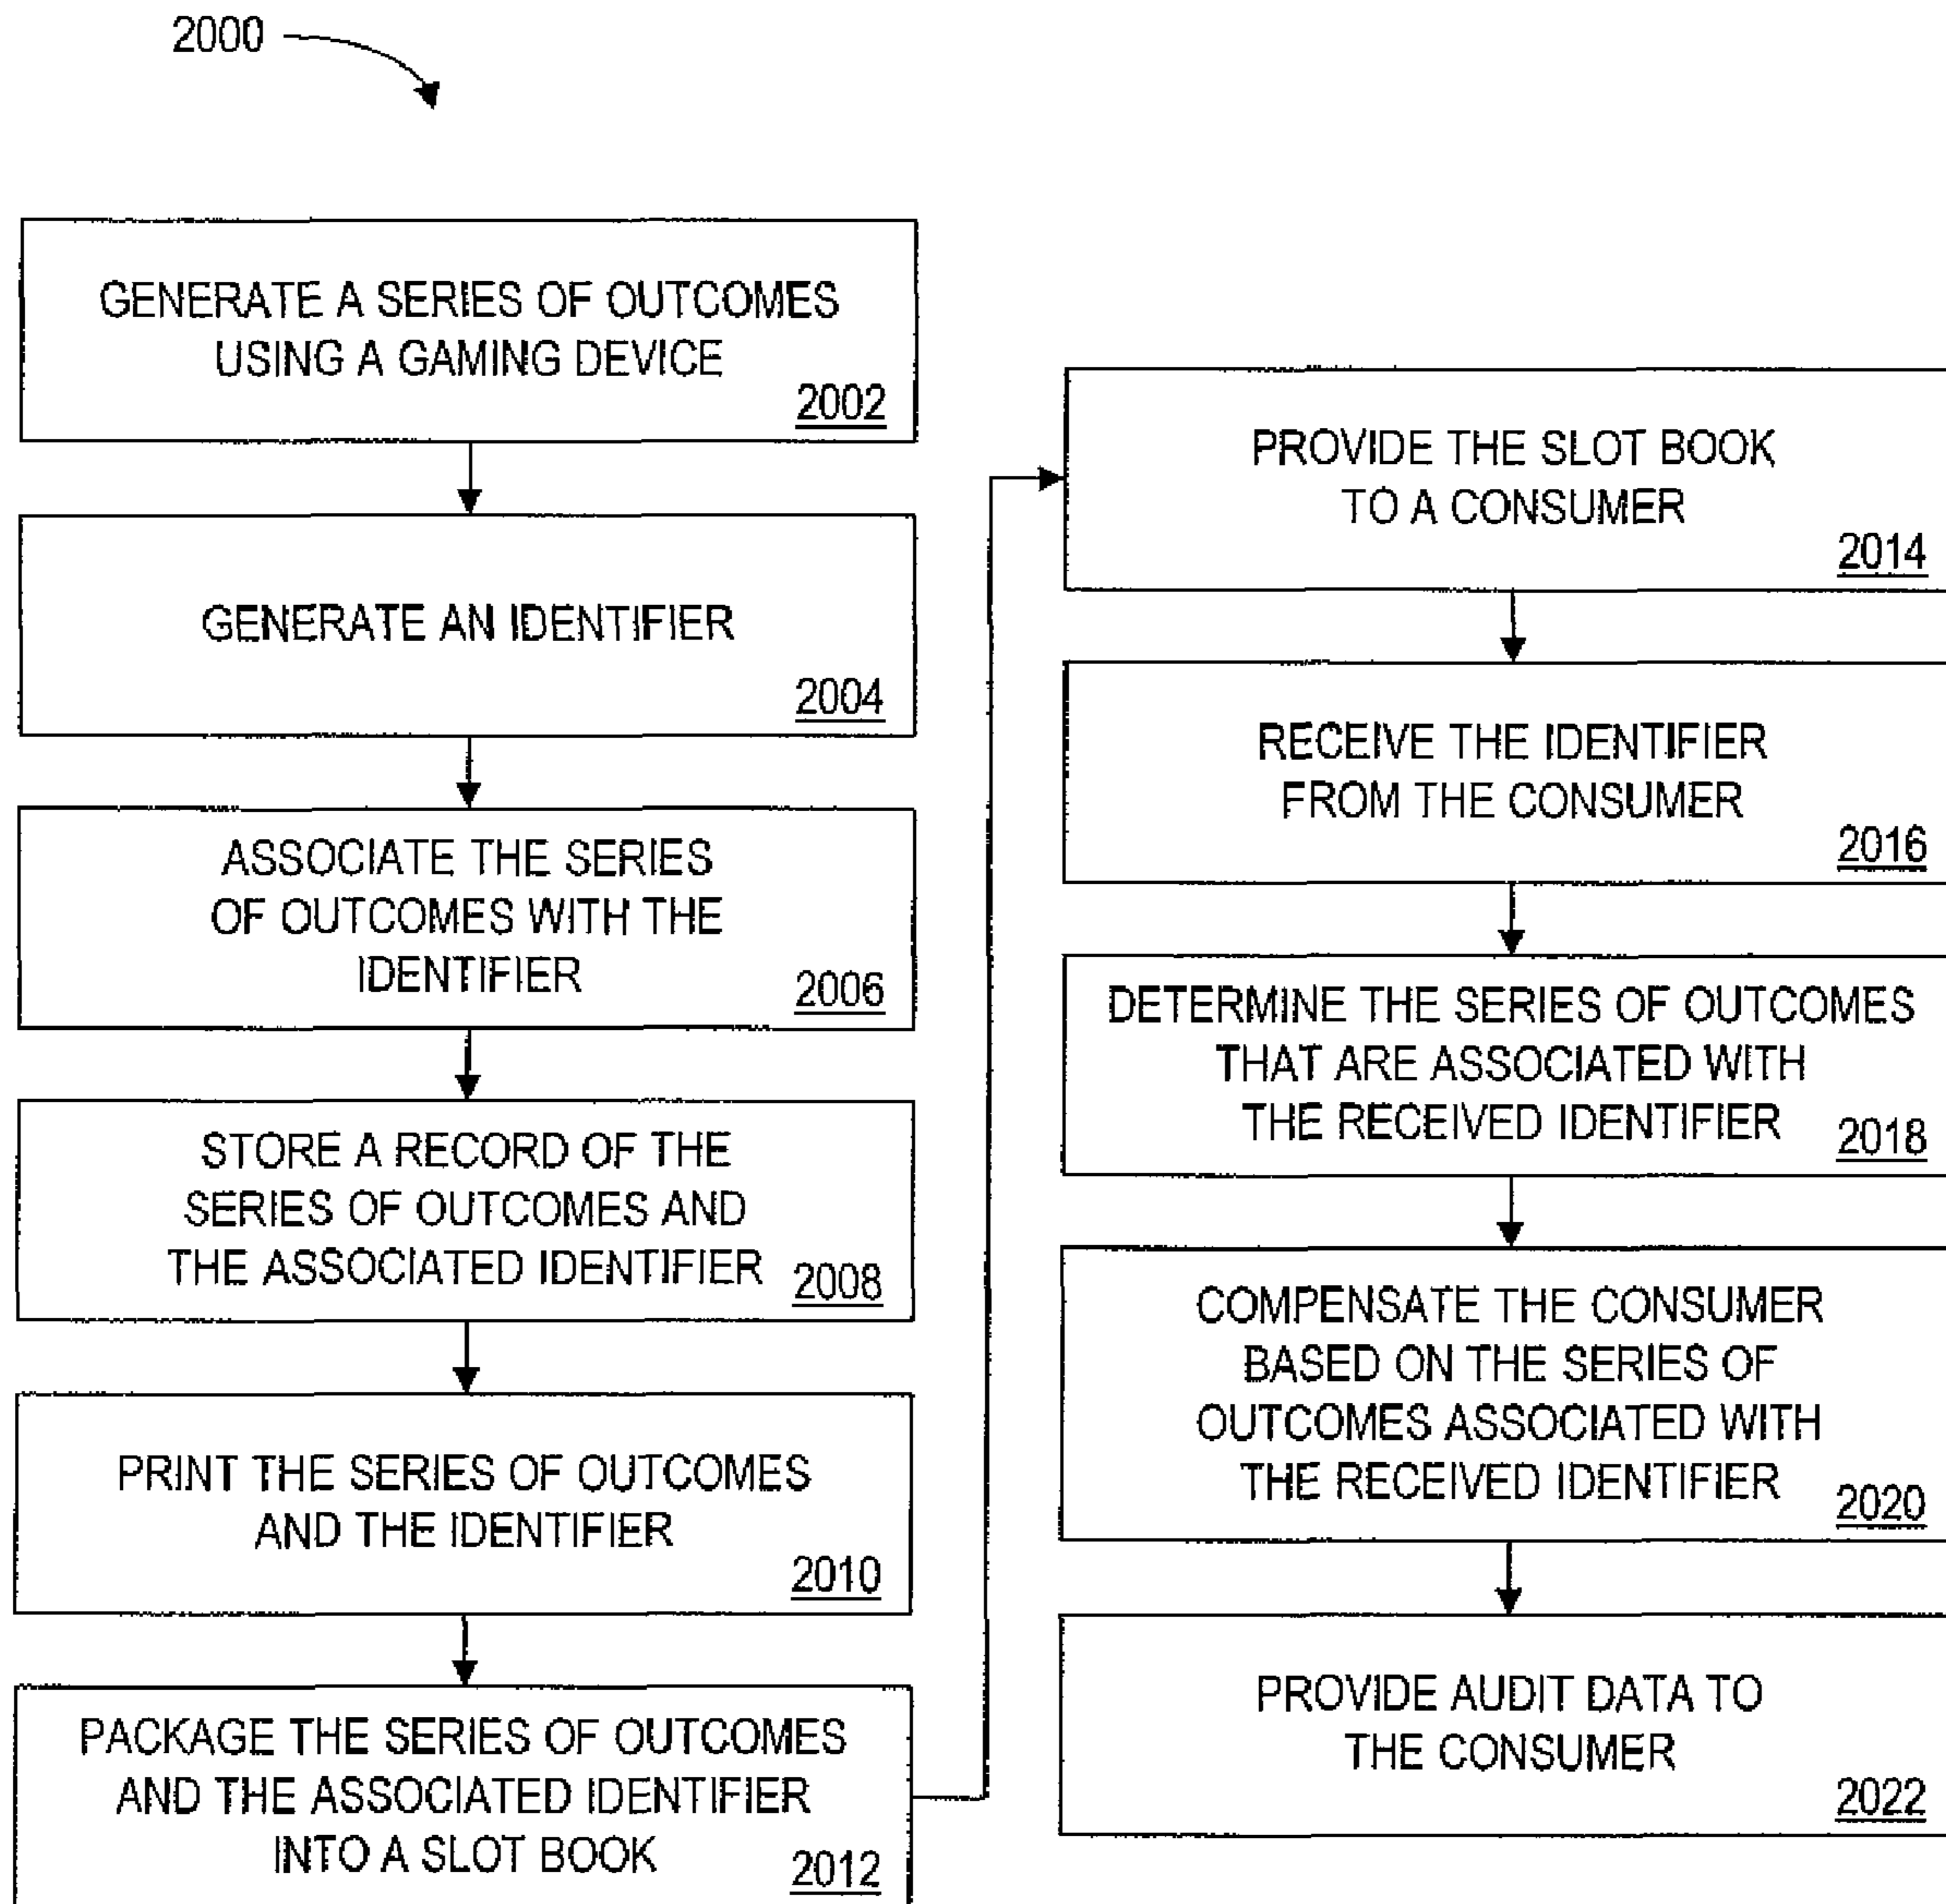 2000
GENERATE A SERIES OF OUTCOMES
USING A GAMING DEVICE
2002
GENERATE AN IDENTIFIER
2004
ASSOCIATE THE SERIES
OF OUTCOMES WITH THE
IDENTIFIER
2006
STORE A RECORD OF THE
SERIES OF OUTCOMES AND
THE ASSOCIATED IDENTIFIER
2008
PRINT THE SERIES OF OUTCOMES
AND THE IDENTIFIER
2010
PACKAGE THE SERIES OF OUTCOMES
AND THE ASSOCIATED IDENTIFIER
INTO A SLOT BOOK
2012
PROVIDE THE SLOT BOOK
TO A CONSUMER
2014
RECEIVE THE IDENTIFIER
FROM THE CONSUMER
2016
DETERMINE THE SERIES OF OUTCOMES
THAT ARE ASSOCIATED WITH
THE RECEIVED IDENTIFIER
2018
COMPENSATE THE CONSUMER
BASED ON THE SERIES OF
OUTCOMES ASSOCIATED WITH
THE RECEIVED IDENTIFIER
2020
PROVIDE AUDIT DATA TO
THE CONSUMER
2022